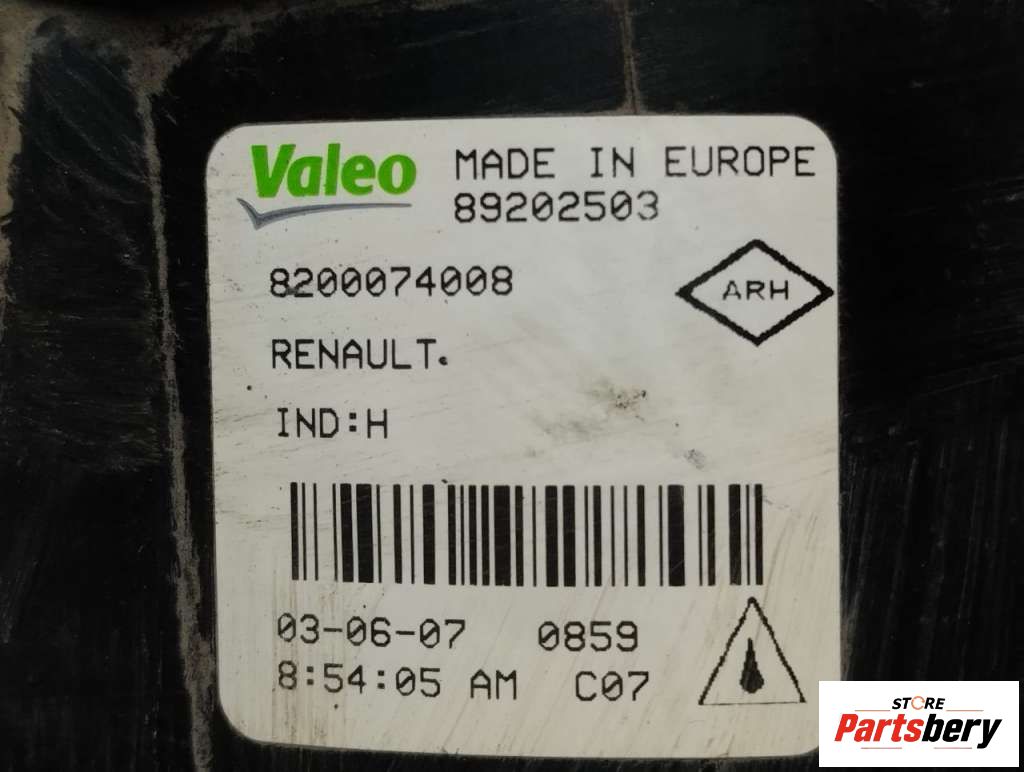 Valeo MADE IN EUROPE
89202503
8200074008
ARH
RENAULT.
IND:H
03-06-07 0859
8:54:05 AM C07
STORE
Partsbery